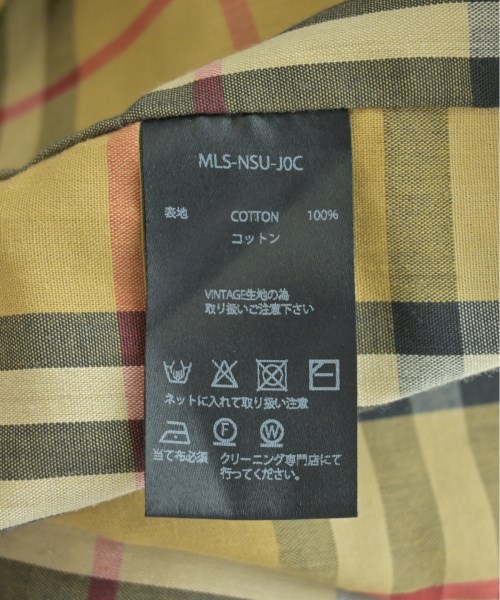 MLS-NSU-J0C
表地 COTTON 100%
コットン
VINTAGE生地の為
取り扱いご注意下さい
ネットに入れて取り扱い注意
F W
当て布必須 クリーニング専門店にて
行ってください。